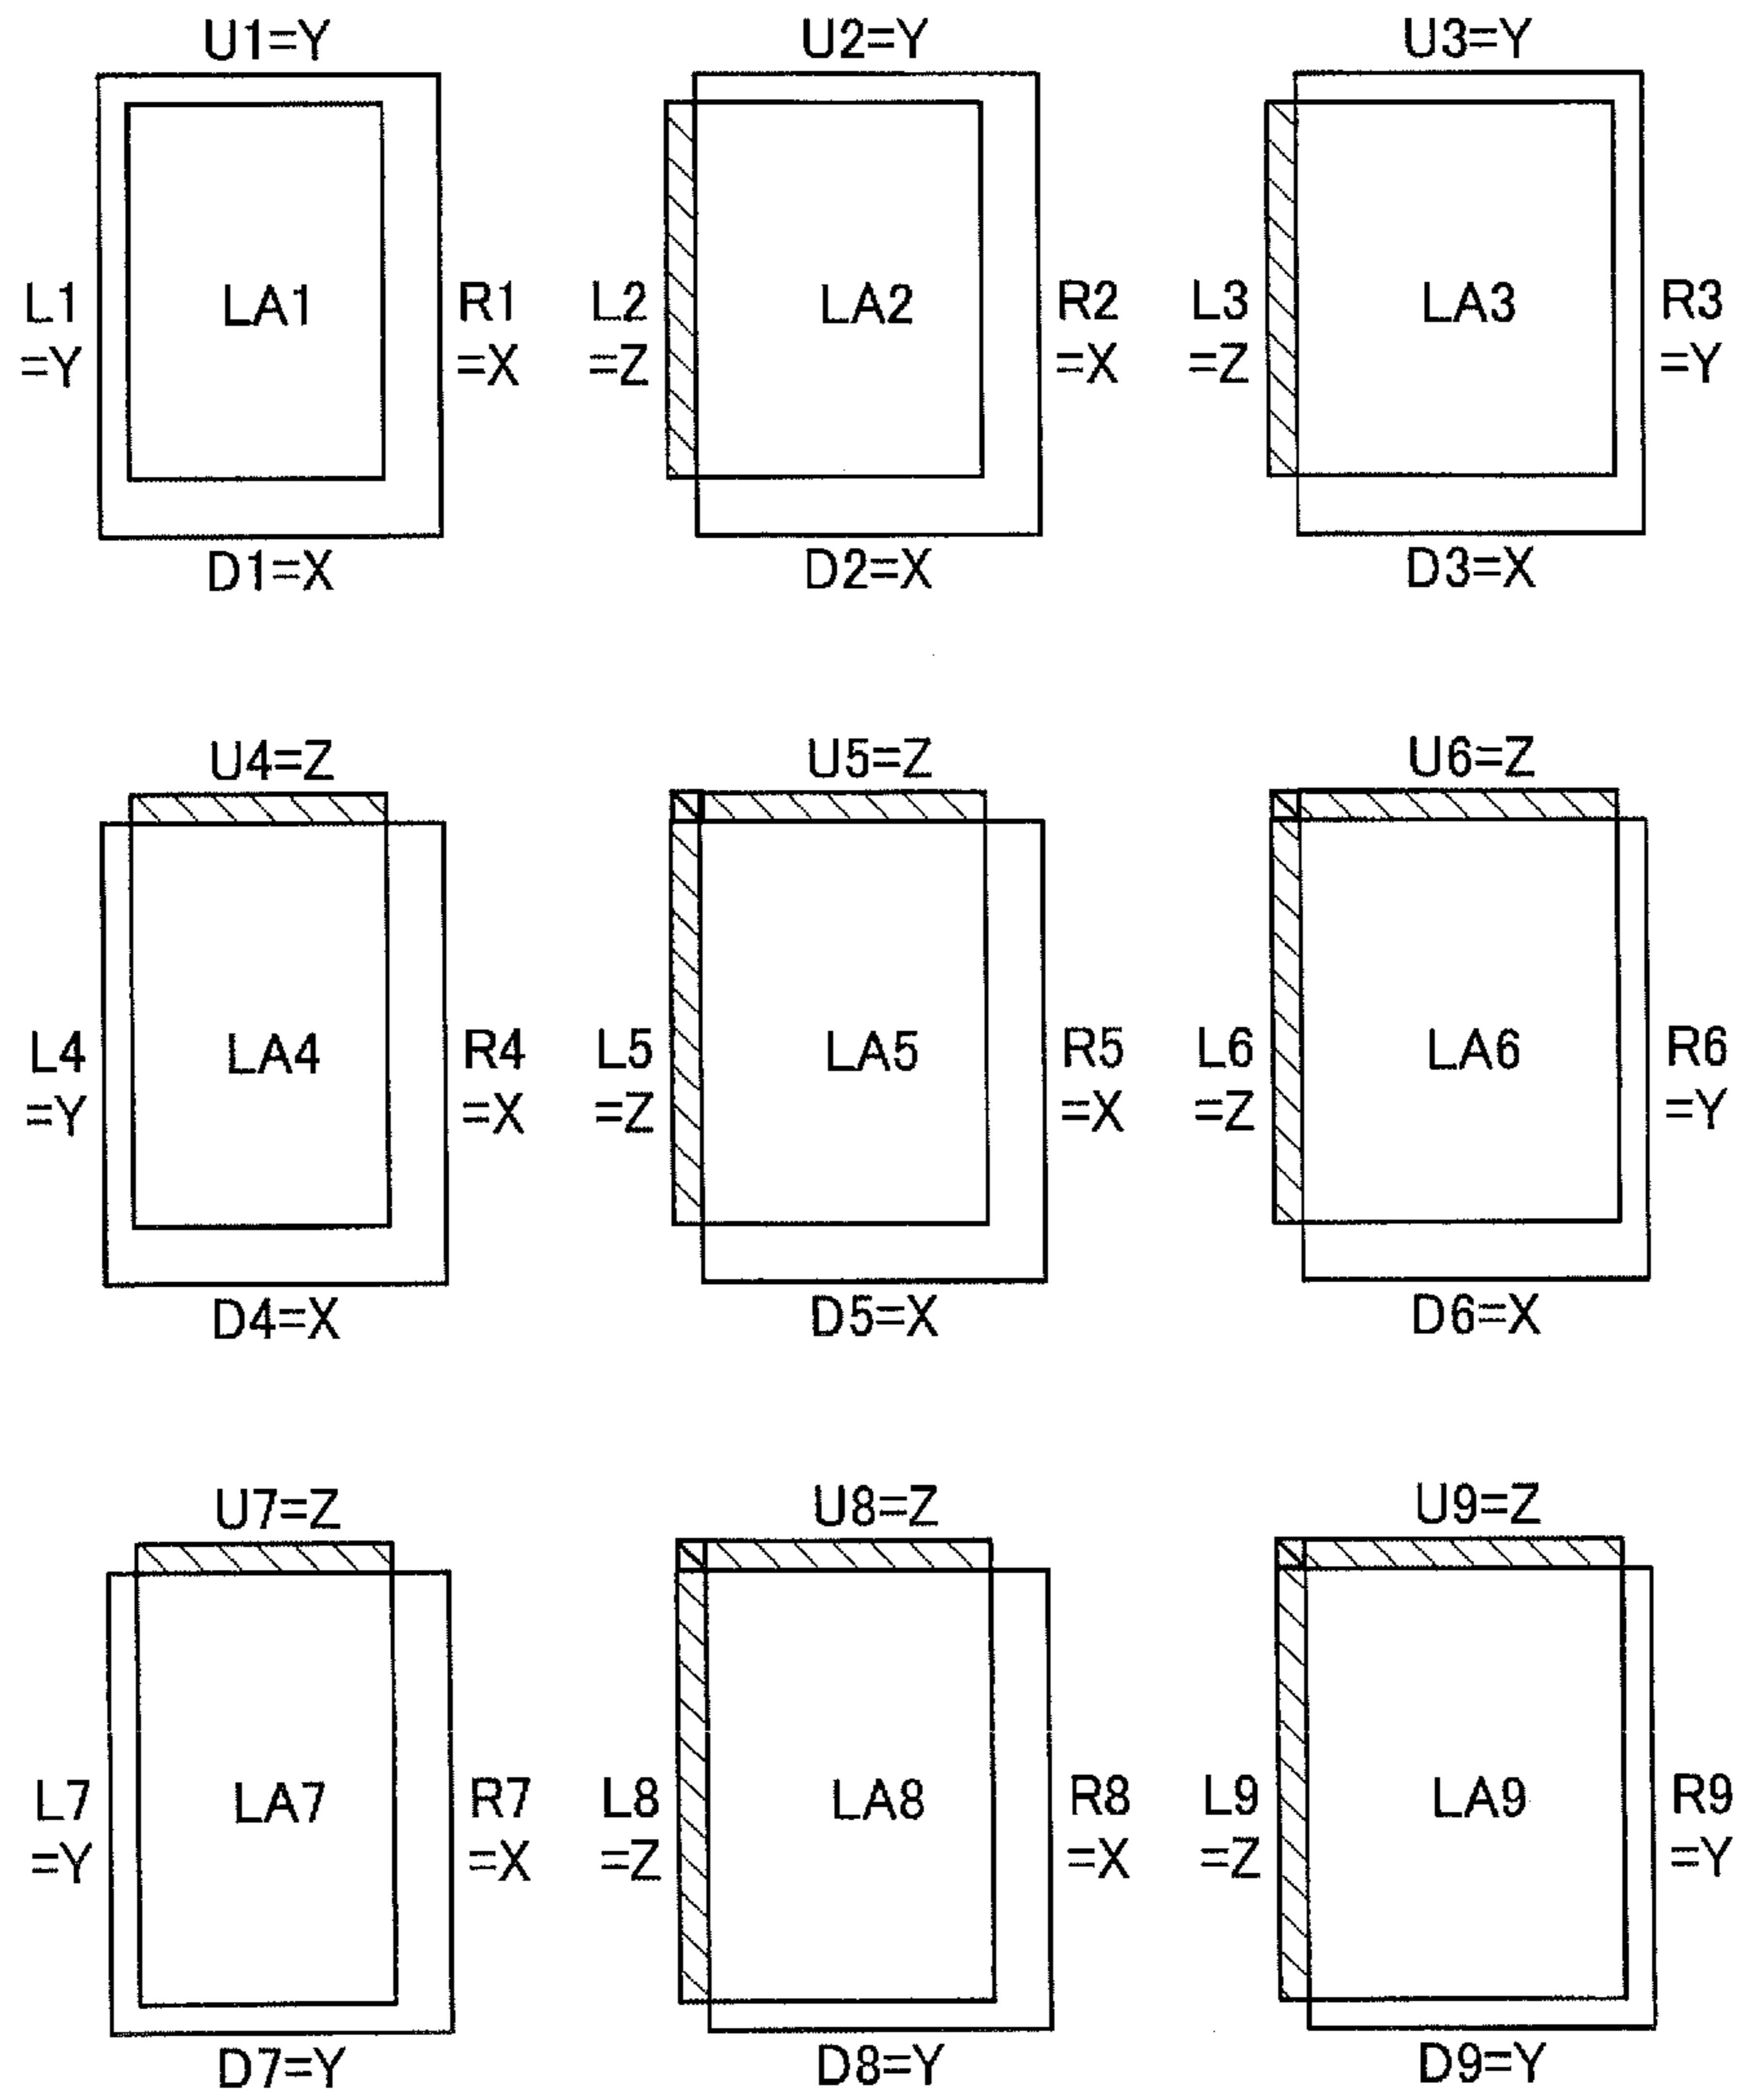 U1=Y
U2=Y
U3=Y
L1
=Y
LA1
R1
=X
L2
=Z
LA2
R2
=X
L3
=Z
LA3
R3
=Y
D1=X
D2=X
D3=X
U4=Z
U5=Z
U6=Z
L4
=Y
LA4
R4
=X
L5
=Z
LA5
R5
=X
L6
=Z
LA6
R6
=Y
D4=X
D5=X
D6=X
U7=Z
U8=Z
U9=Z
L7
=Y
LA7
R7
=X
L8
=Z
LA8
R8
=X
L9
=Z
LA9
R9
=Y
D7=Y
D8=Y
D9=Y